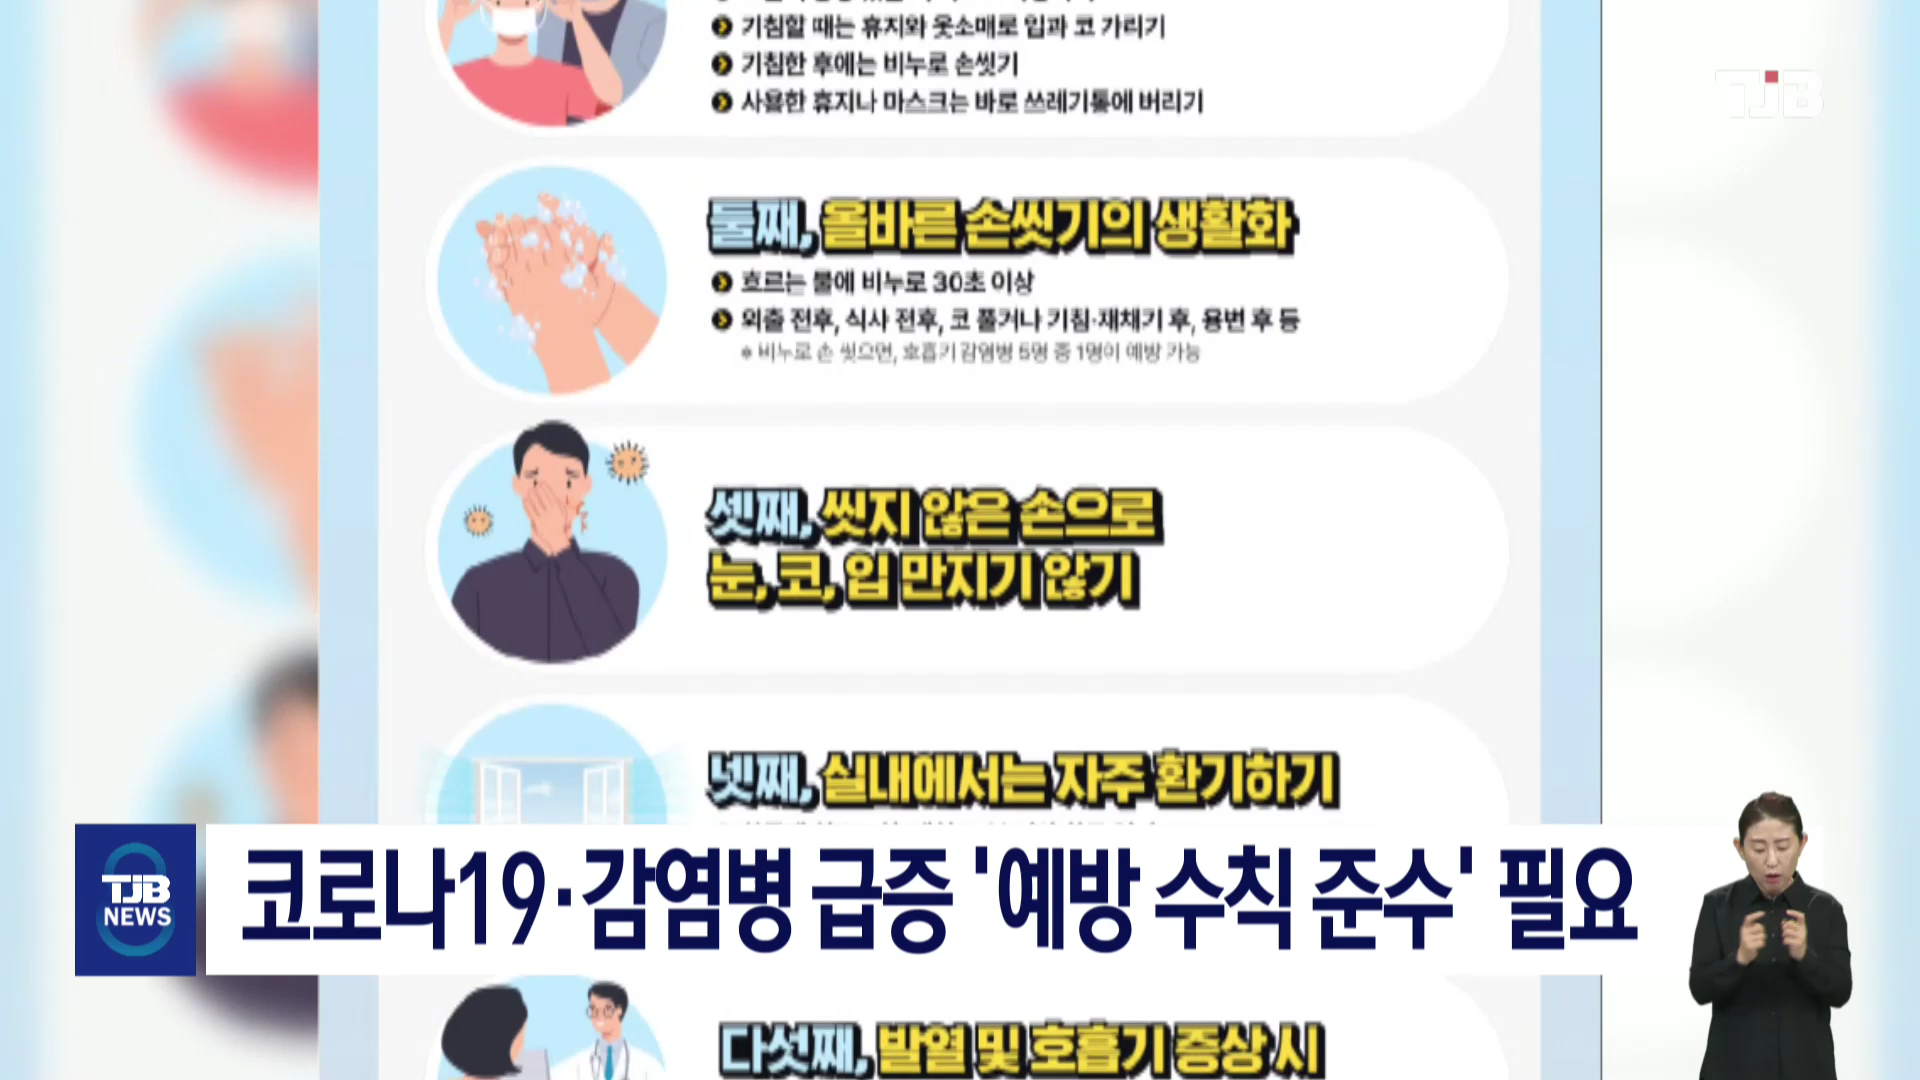 기침할 때는 휴지와 옷소매로 입과 코 가리기
기침한 후에는 비누로 손씻기
사용한 휴지나 마스크는 바로 쓰레기통에 버리기
TJB
둘째, 올바른 손씻기의 생활화
흐르는 물에 비누로 30초 이상
외출 전후, 식사 전후, 코 풀거나 기침·재채기 후, 용변 후 등
* 비누로 손 씻으면, 호흡기 감염병 5명 중 1명이 예방 가능
셋째, 씻지 않은 손으로
눈, 코, 입 만지기 않기
넷째, 실내에서는 자주 환기하기
TJB
NEWS
코로나19·감염병 급증 '예방 수칙 준수' 필요
다섯째, 발열 및 호흡기 증상 시